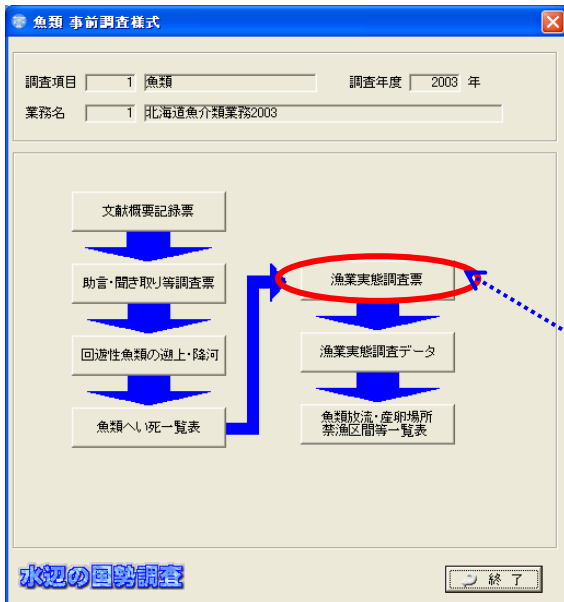 魚類 事前調査様式
調査項目 1 魚類 調査年度 2003 年
業務名 1 北海道魚介類業務2003
文献概要記録票
助言・聞き取り等調査票
回遊性魚類の遡上・降河
魚類へい死一覧表
漁業実態調査票
漁業実態調査データ
魚類放流・産卵場所
禁漁区間等一覧表
水辺の国勢調査
終 了